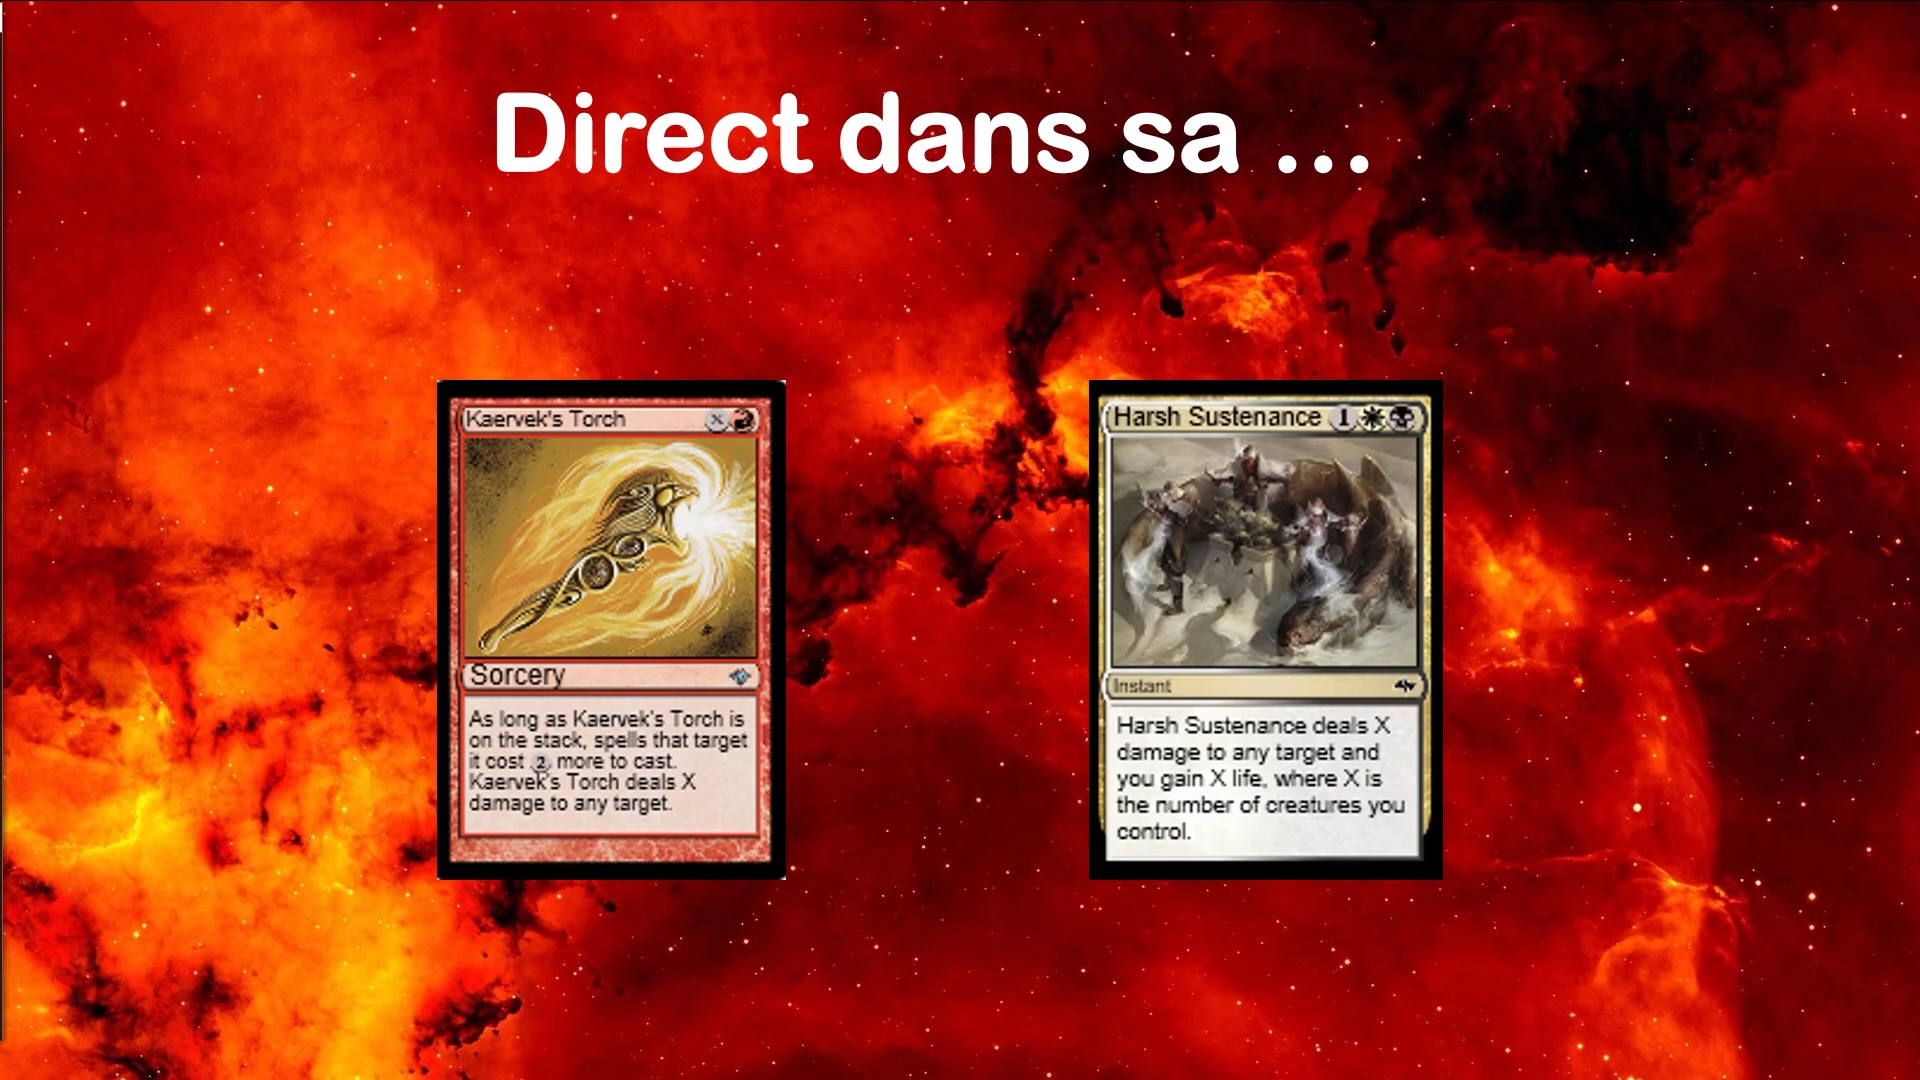 Direct dans sa ...
Kaervek's Torch X
Sorcery
As long as Kaervek's Torch is
on the stack, spells that target
it cost 2 more to cast.
Kaervek's Torch deals X
damage to any target.
Harsh Sustenance 1
Instant
Harsh Sustenance deals X
damage to any target and
you gain X life, where X is
the number of creatures you
control.